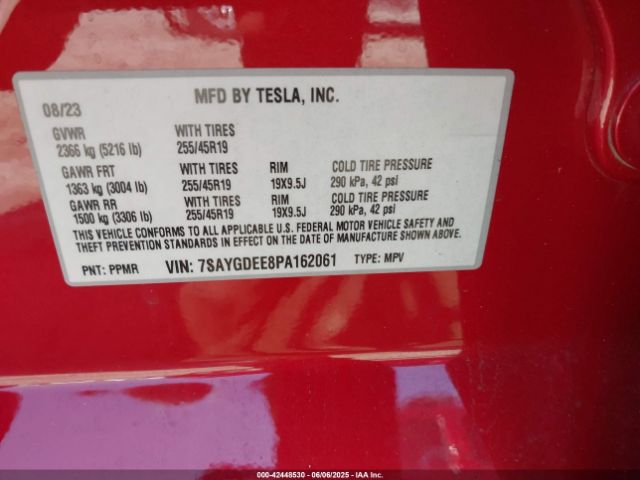 08/23 MFD BY TESLA, INC.
GVWR WITH TIRES
2366 kg (5216 lb) 255/45R19
GAWR FRT WITH TIRES RIM COLD TIRE PRESSURE
1363 kg (3004 lb) 255/45R19 19X9.5J 290 kPa, 42 psi
GAWR RR WITH TIRES RIM COLD TIRE PRESSURE
1500 kg (3306 lb) 255/45R19 19X9.5J 290 kPa, 42 psi
THIS VEHICLE CONFORMS TO ALL APPLICABLE U.S. FEDERAL MOTOR VEHICLE SAFETY AND
THEFT PREVENTION STANDARDS IN EFFECT ON THE DATE OF MANUFACTURE SHOWN ABOVE.
PNT: PPMR VIN: 7SAYGDEE8PA162061 TYPE: MPV
000-42448530 - 06/06/2025 - IAA Inc.